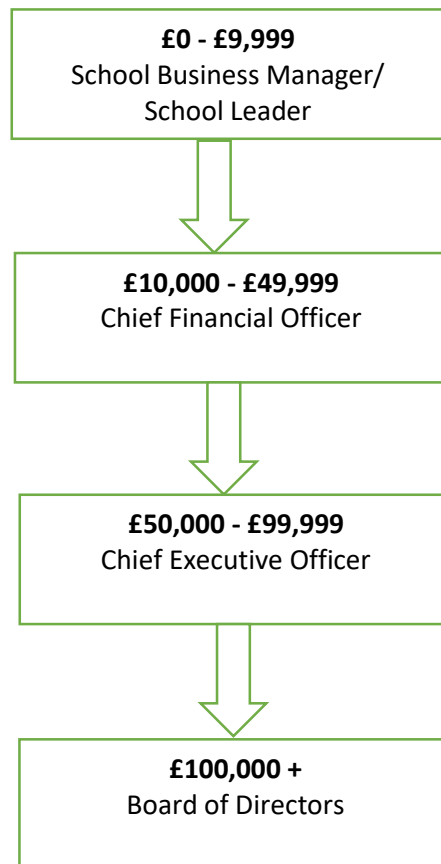 £0 - £9,999
School Business Manager/
School Leader
£10,000 - £49,999
Chief Financial Officer
£50,000 - £99,999
Chief Executive Officer
£100,000 +
Board of Directors